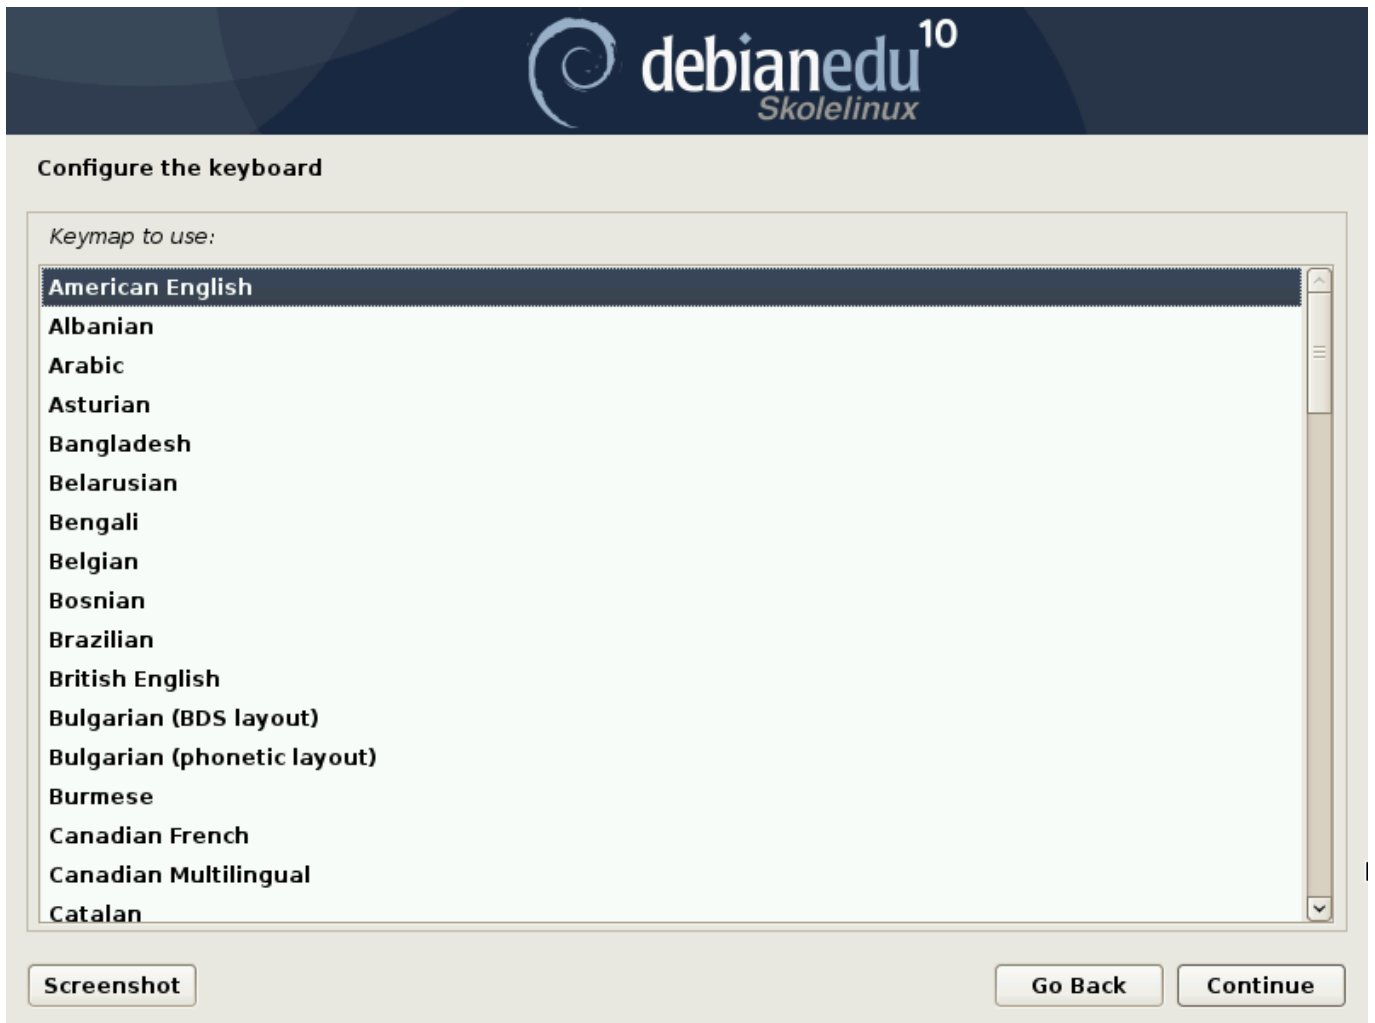 debianedu 10
Skolelinux
Configure the keyboard
Keymap to use:
American English
Albanian
Arabic
Asturian
Bangladesh
Belarusian
Bengali
Belgian
Bosnian
Brazilian
British English
Bulgarian (BDS layout)
Bulgarian (phonetic layout)
Burmese
Canadian French
Canadian Multilingual
Catalan
Screenshot
Go Back
Continue